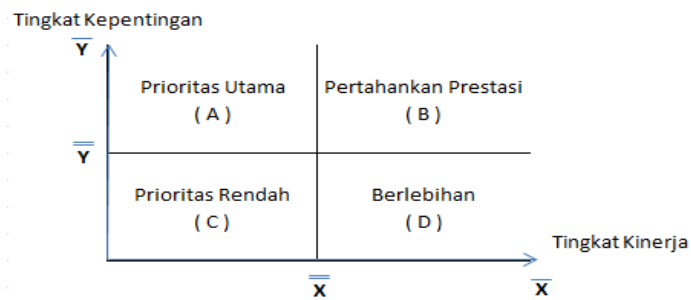 Tingkat Kepentingan
Y̅
Prioritas Utama
( A )
Pertahankan Prestasi
( B )
Y̿
Prioritas Rendah
( C )
Berlebihan
( D )
Tingkat Kinerja
X̿
X̅